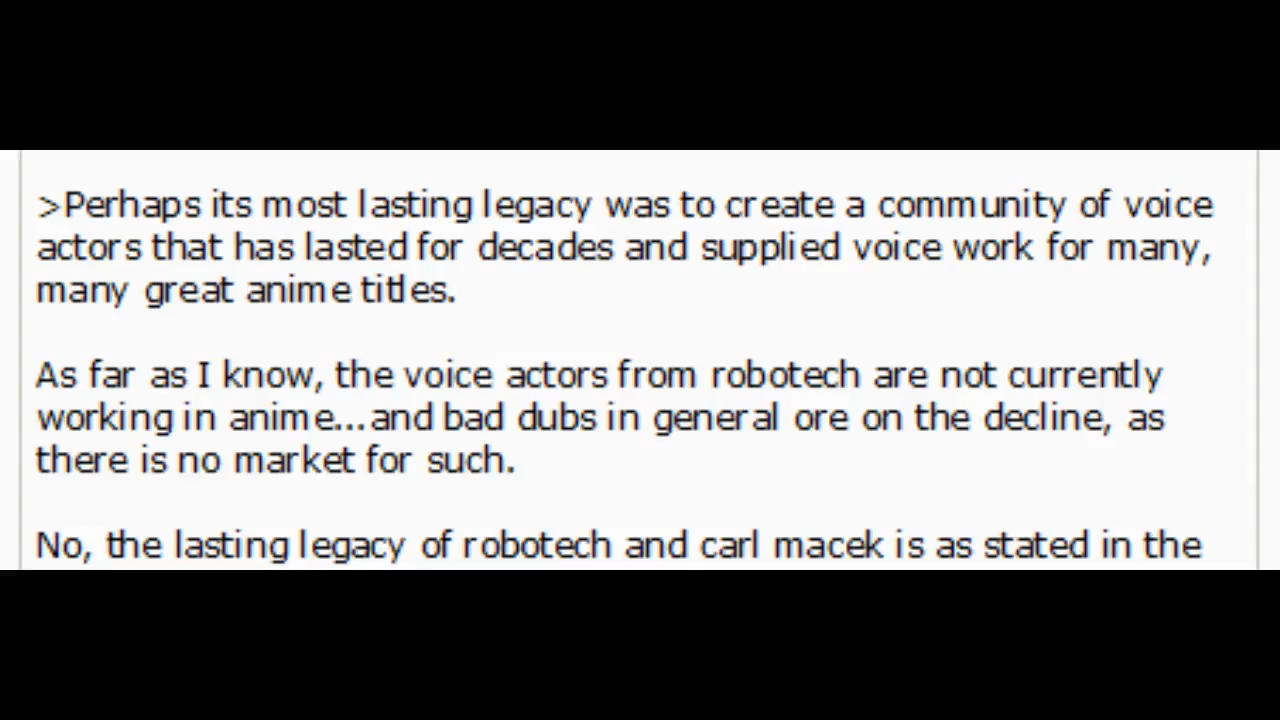 >Perhaps its most lasting legacy was to create a community of voice
actors that has lasted for decades and supplied voice work for many,
many great anime titles.
As far as I know, the voice actors from robotech are not currently
working in anime...and bad dubs in general ore on the decline, as
there is no market for such.
No, the lasting legacy of robotech and carl macek is as stated in the